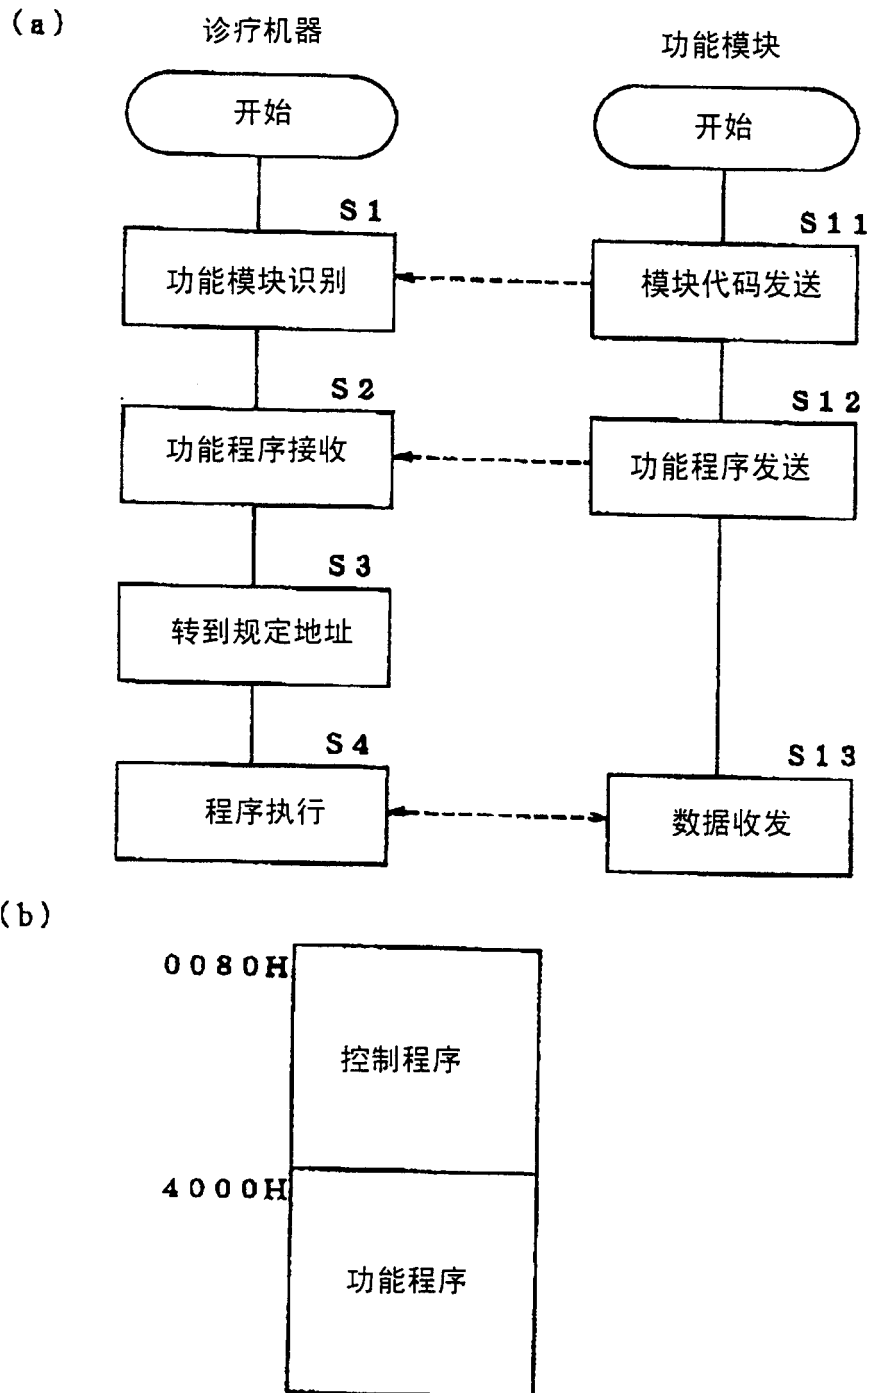 (a)
诊疗机器
功能模块
开始
开始
S1
S11
功能模块识别
模块代码发送
S2
S12
功能程序接收
功能程序发送
S3
转到规定地址
S4
S13
程序执行
数据收发
(b)
0080H
控制程序
4000H
功能程序